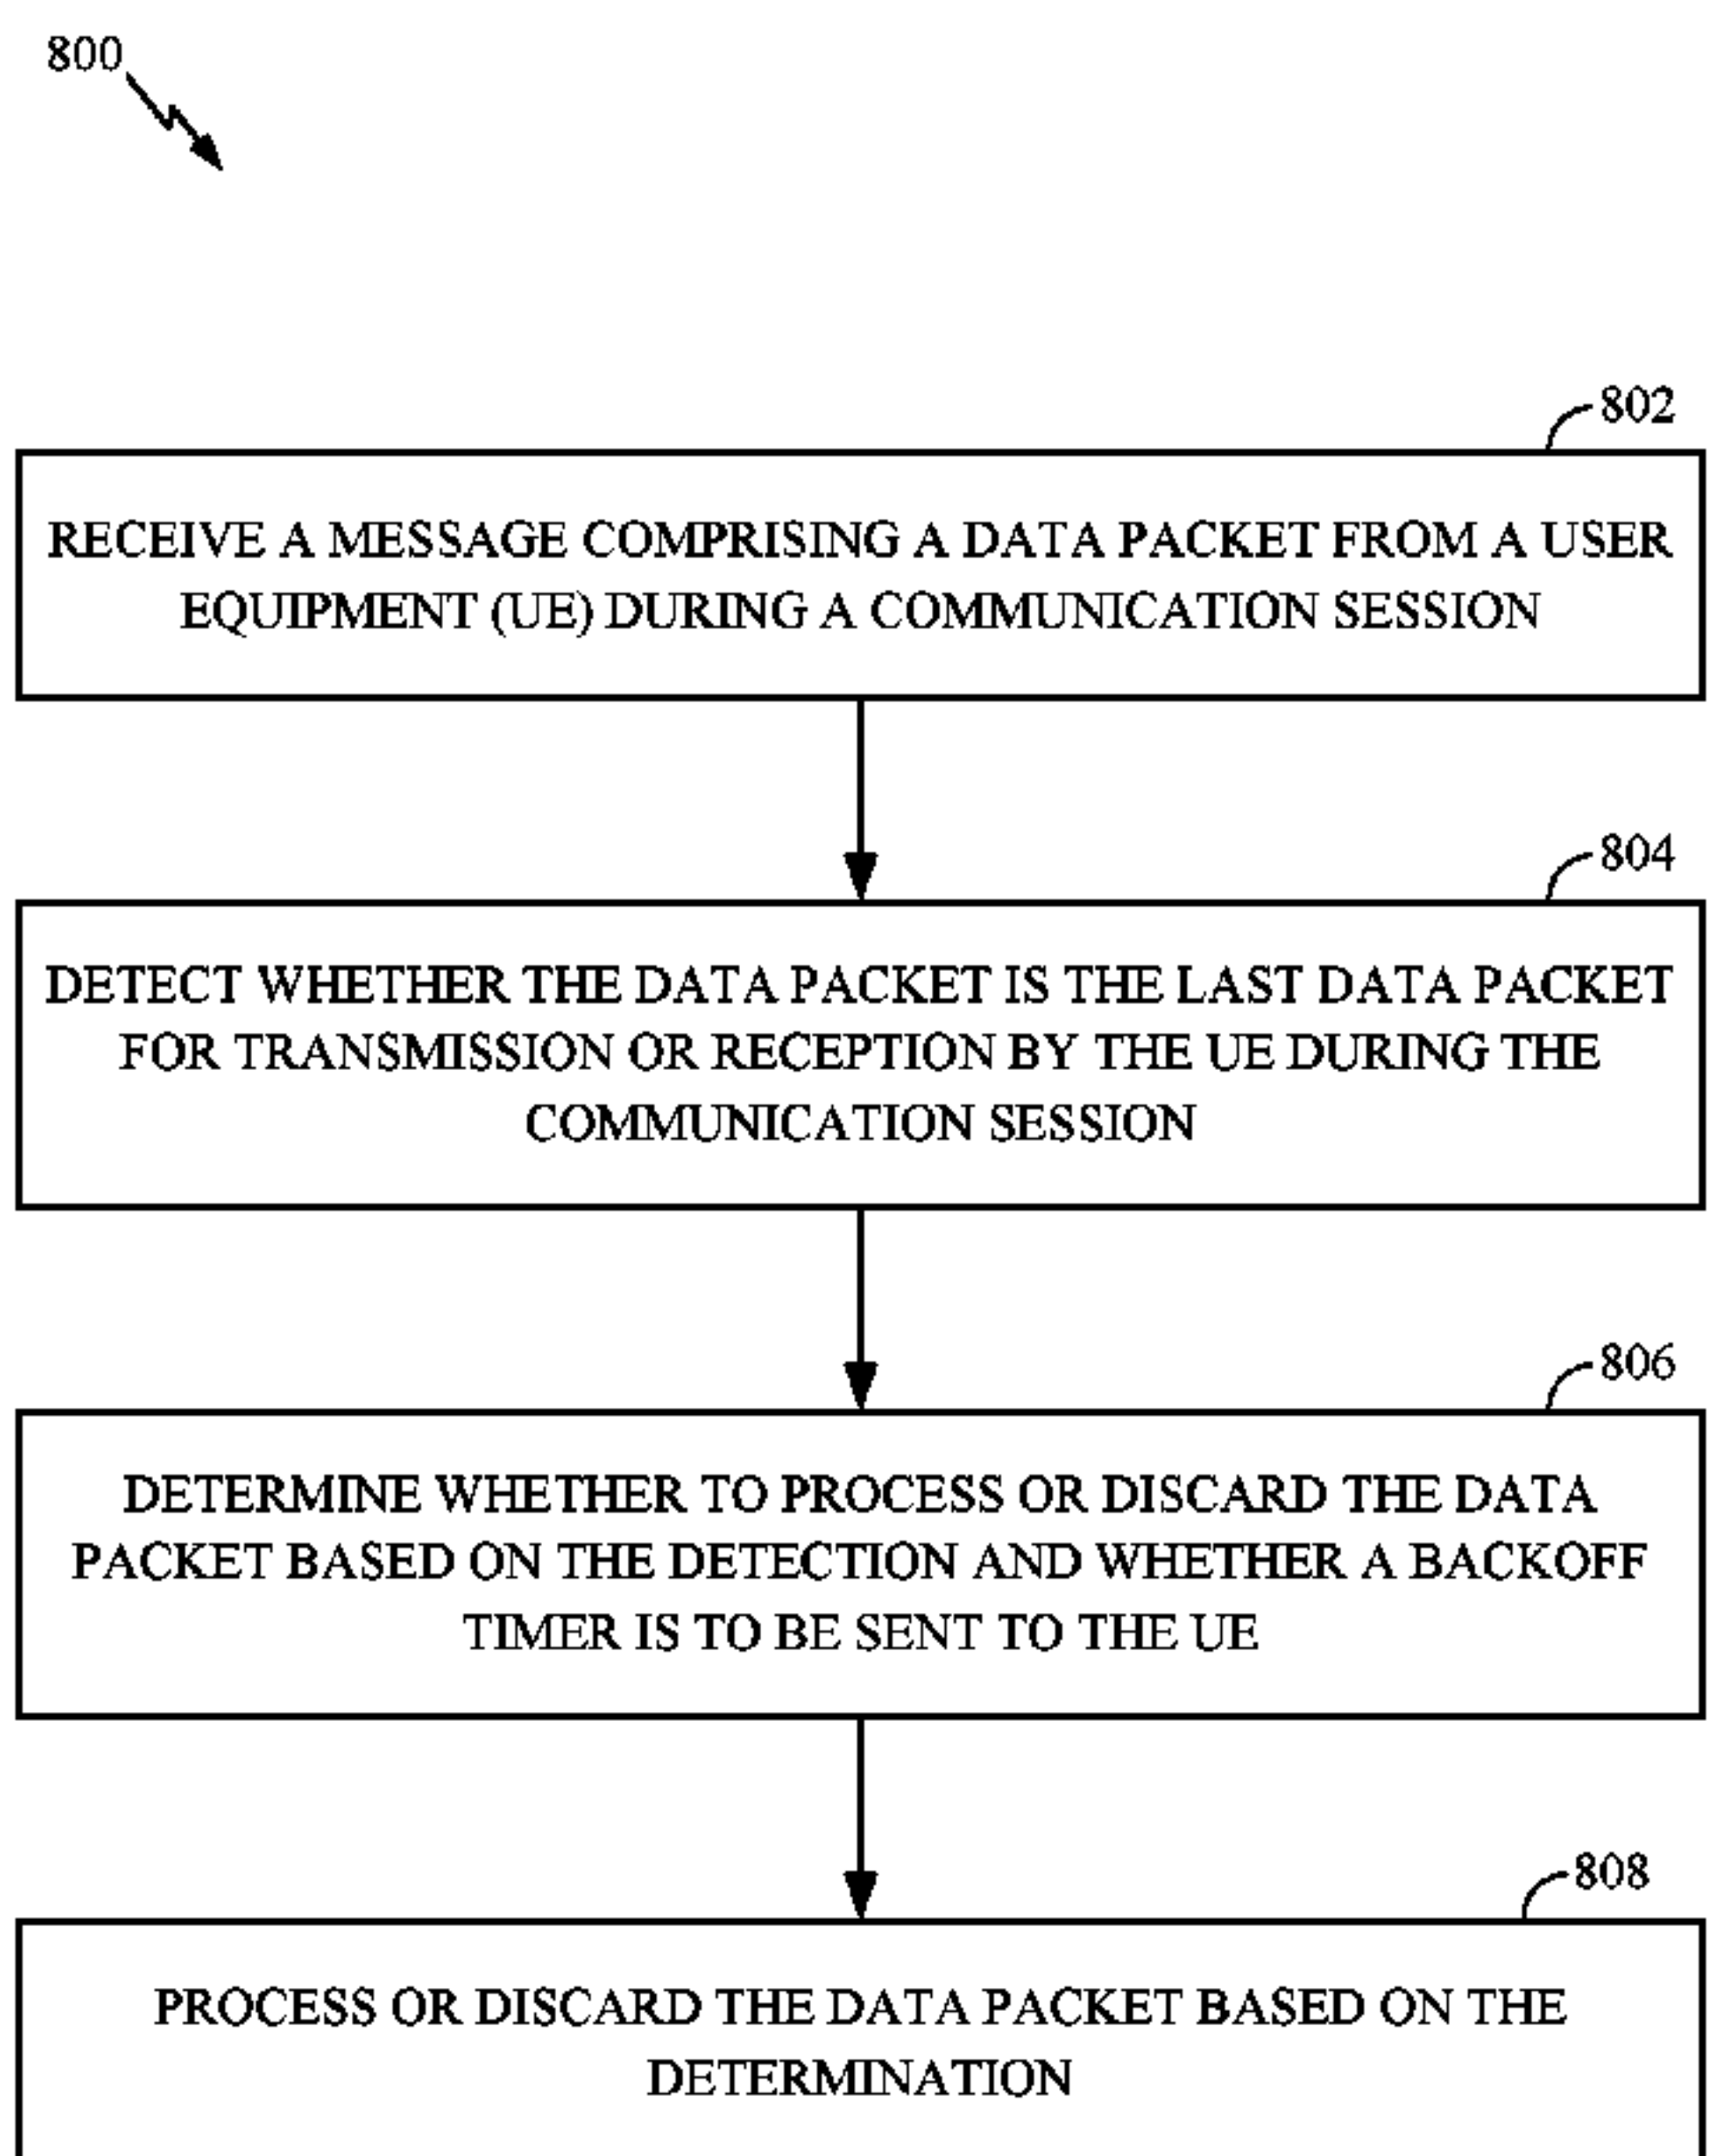 800
802
RECEIVE A MESSAGE COMPRISING A DATA PACKET FROM A USER
EQUIPMENT (UE) DURING A COMMUNICATION SESSION
804
DETECT WHETHER THE DATA PACKET IS THE LAST DATA PACKET
FOR TRANSMISSION OR RECEPTION BY THE UE DURING THE
COMMUNICATION SESSION
806
DETERMINE WHETHER TO PROCESS OR DISCARD THE DATA
PACKET BASED ON THE DETECTION AND WHETHER A BACKOFF
TIMER IS TO BE SENT TO THE UE
808
PROCESS OR DISCARD THE DATA PACKET BASED ON THE
DETERMINATION